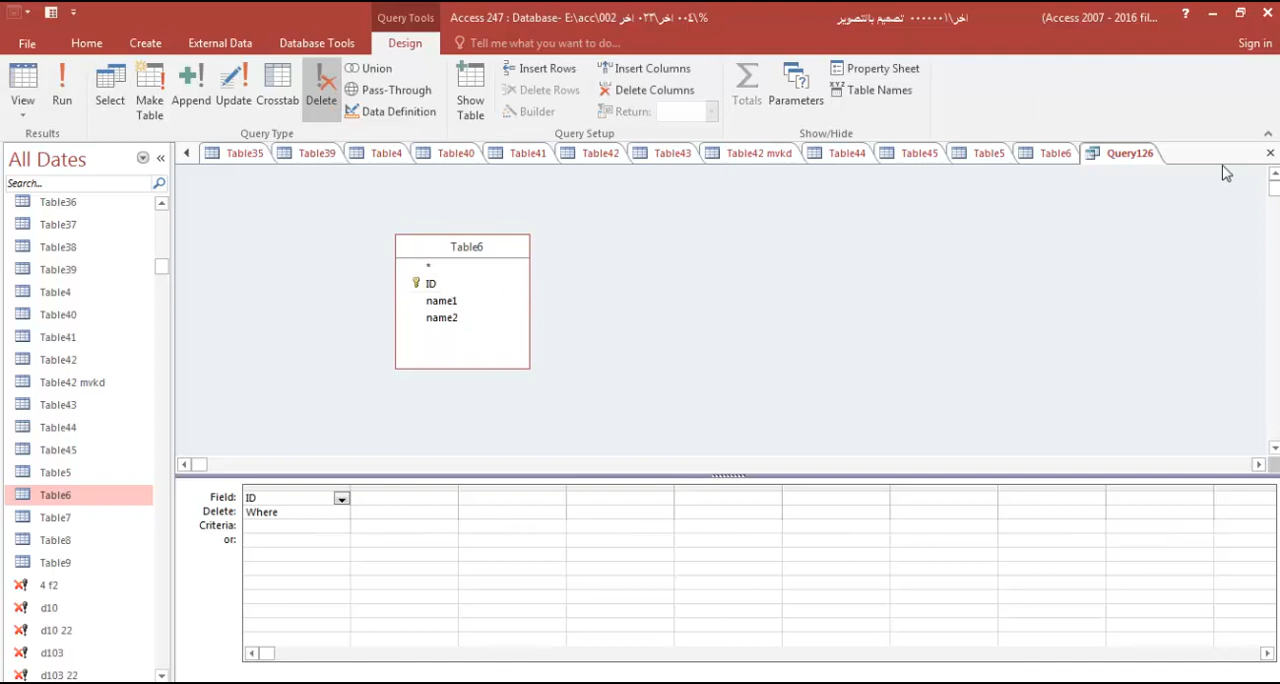 Query Tools
Access 247 : Database- E:\acc\002 اخر\٠٠٤ اخر\٠٢٣\%
اخر\٠٠٠٠٠٠١ تصميم بالتصوير
(Access 2007 - 2016 fil...
?
File Home Create External Data Database Tools Design Tell me what you want to do... Sign in
View
Run
Select
Make Table
Append
Update
Crosstab
Delete
Union
Pass-Through
Data Definition
Show Table
Insert Rows
Delete Rows
Builder
Insert Columns
Delete Columns
Return:
Totals
Parameters
Property Sheet
Table Names
Results
Query Type
Query Setup
Show/Hide
All Dates
Search...
Table35 Table39 Table4 Table40 Table41 Table42 Table43 Table42 mvkd Table44 Table45 Table5 Table6 Query126
Table36
Table37
Table38
Table39
Table4
Table40
Table41
Table42
Table42 mvkd
Table43
Table44
Table45
Table5
Table6
Table7
Table8
Table9
4 f2
d10
d10 22
d103
d103 22
Table6
*
ID
name1
name2
Field: ID
Delete: Where
Criteria:
or: